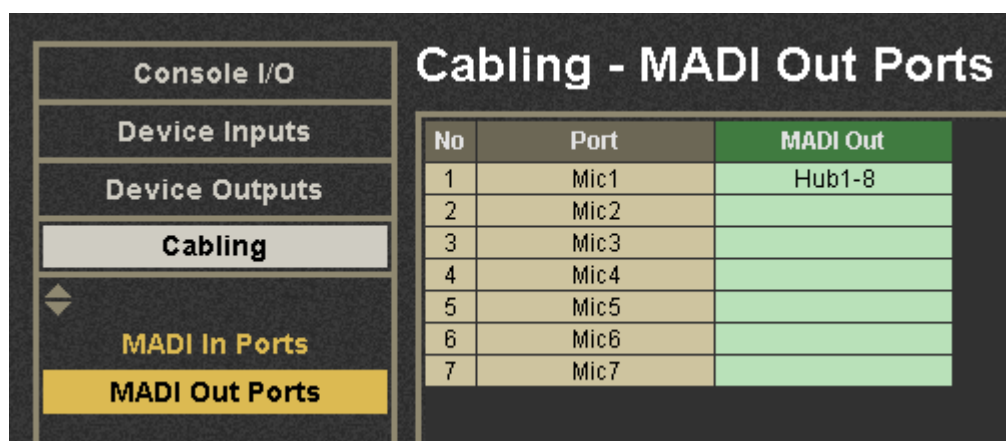 Console I/O
Device Inputs
Device Outputs
Cabling
MADI In Ports
MADI Out Ports
Cabling - MADI Out Ports
No Port MADI Out
1 Mic1 Hub1-8
2 Mic2
3 Mic3
4 Mic4
5 Mic5
6 Mic6
7 Mic7